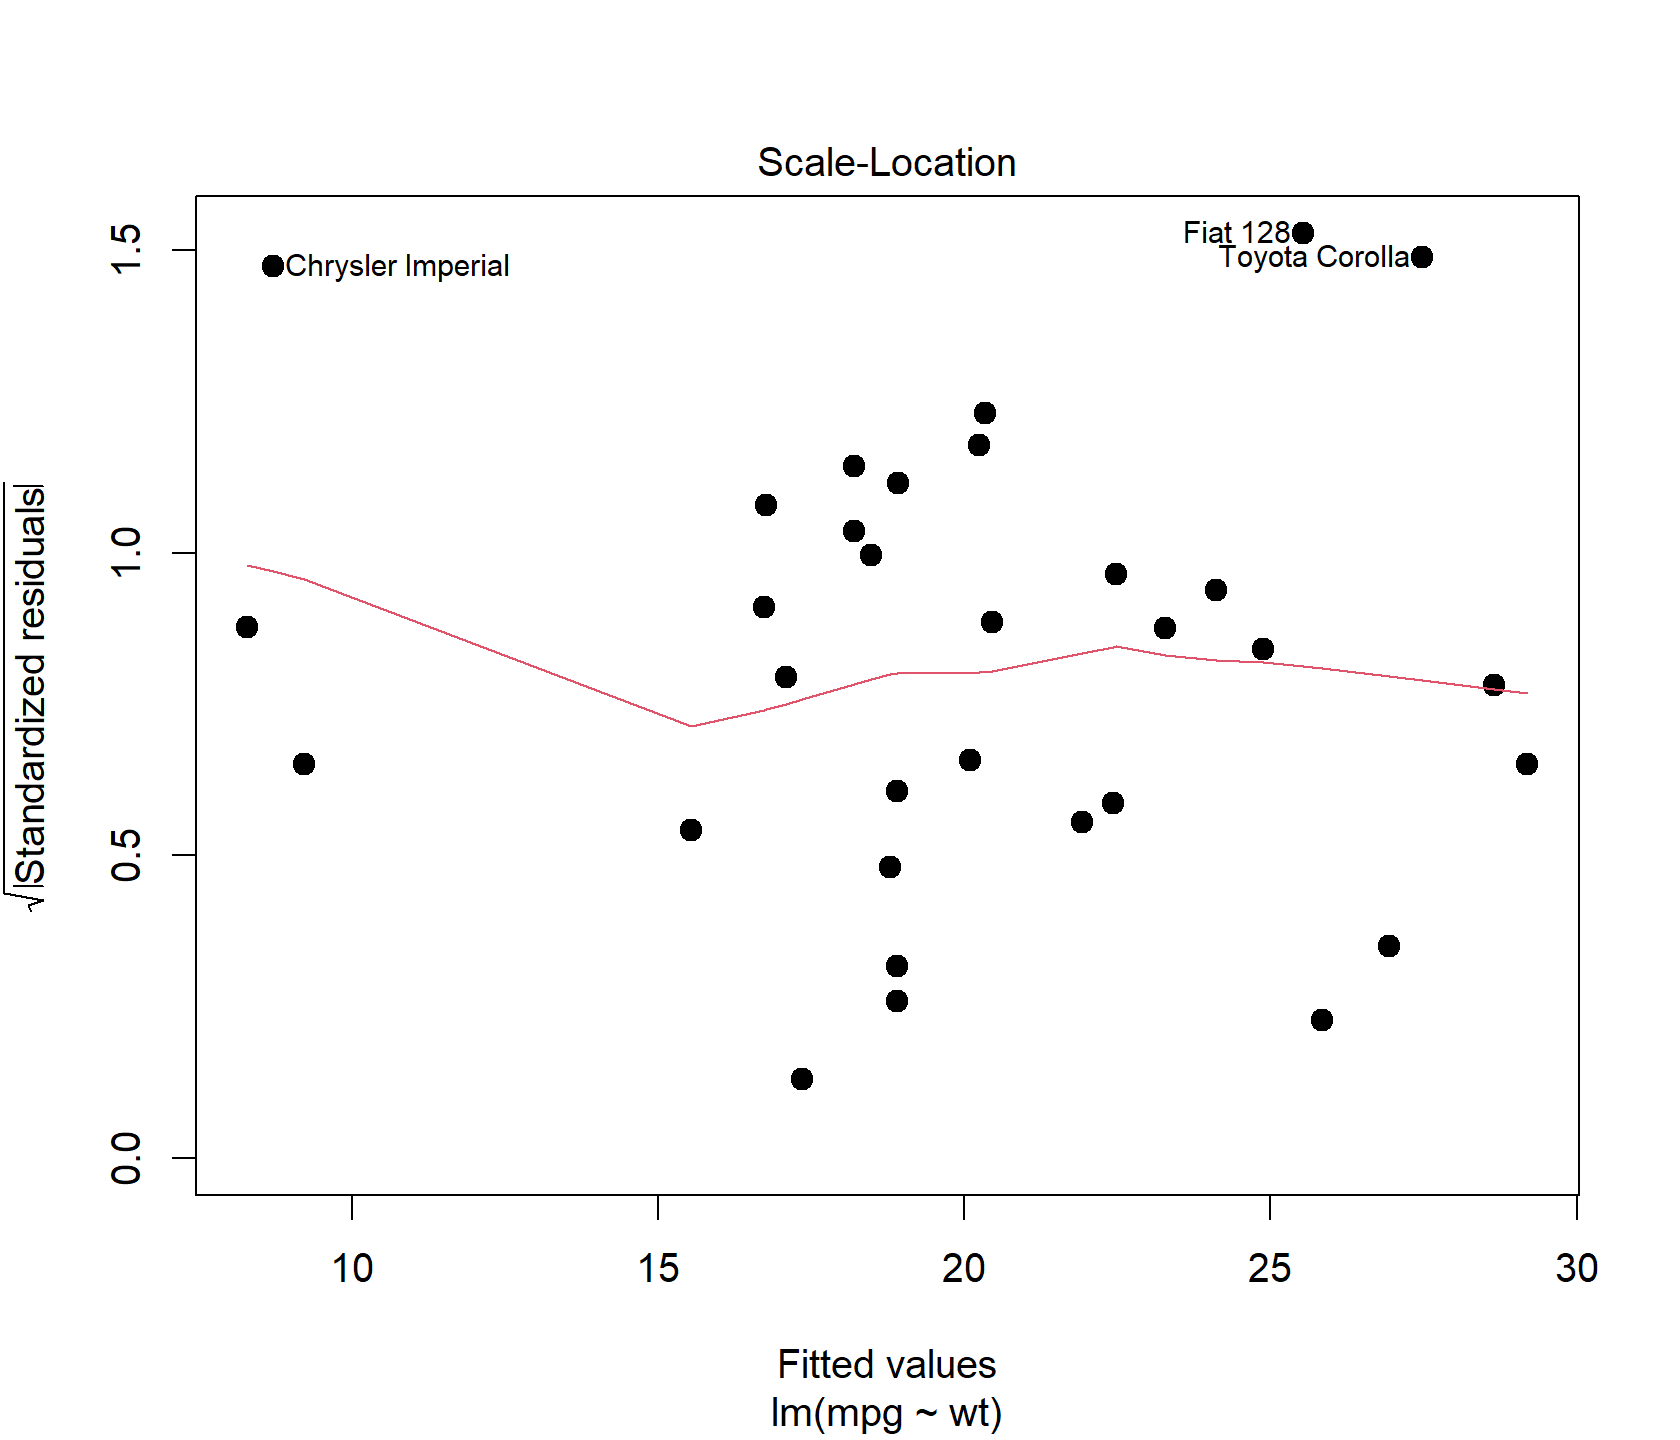 Scale-Location
Fiat 128
Toyota Corolla
Chrysler Imperial
√|Standardized residuals|
1.5
1.0
0.5
0.0
10 15 20 25 30
Fitted values
lm(mpg ~ wt)